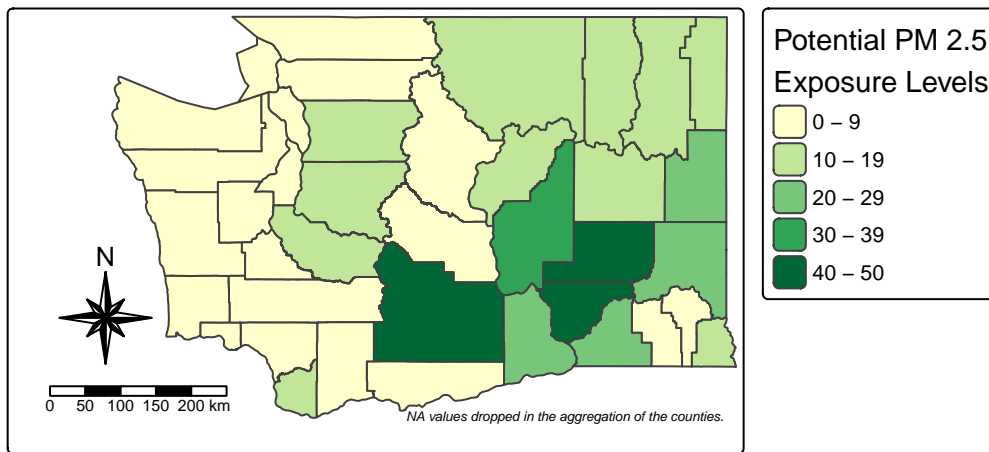 Potential PM 2.5
Exposure Levels
0 – 9
10 – 19
20 – 29
30 – 39
40 – 50
N
0 50 100 150 200 km
NA values dropped in the aggregation of the counties.